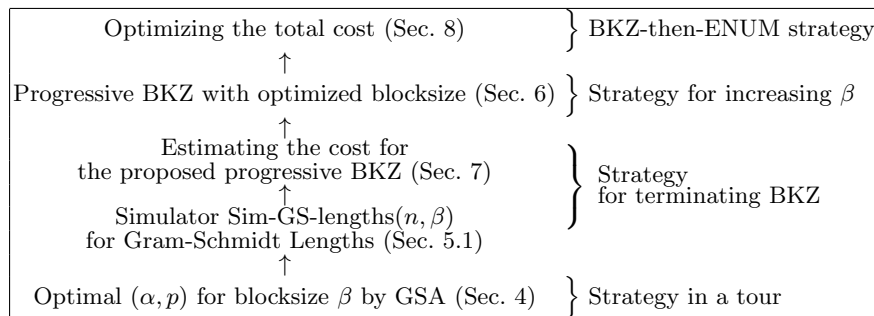 Optimizing the total cost (Sec. 8) } BKZ-then-ENUM strategy
↑
Progressive BKZ with optimized blocksize (Sec. 6) } Strategy for increasing β
↑
Estimating the cost for
the proposed progressive BKZ (Sec. 7)
↑
Simulator Sim-GS-lengths(n, β)
for Gram-Schmidt Lengths (Sec. 5.1)
} Strategy
for terminating BKZ
↑
Optimal (α, p) for blocksize β by GSA (Sec. 4) } Strategy in a tour